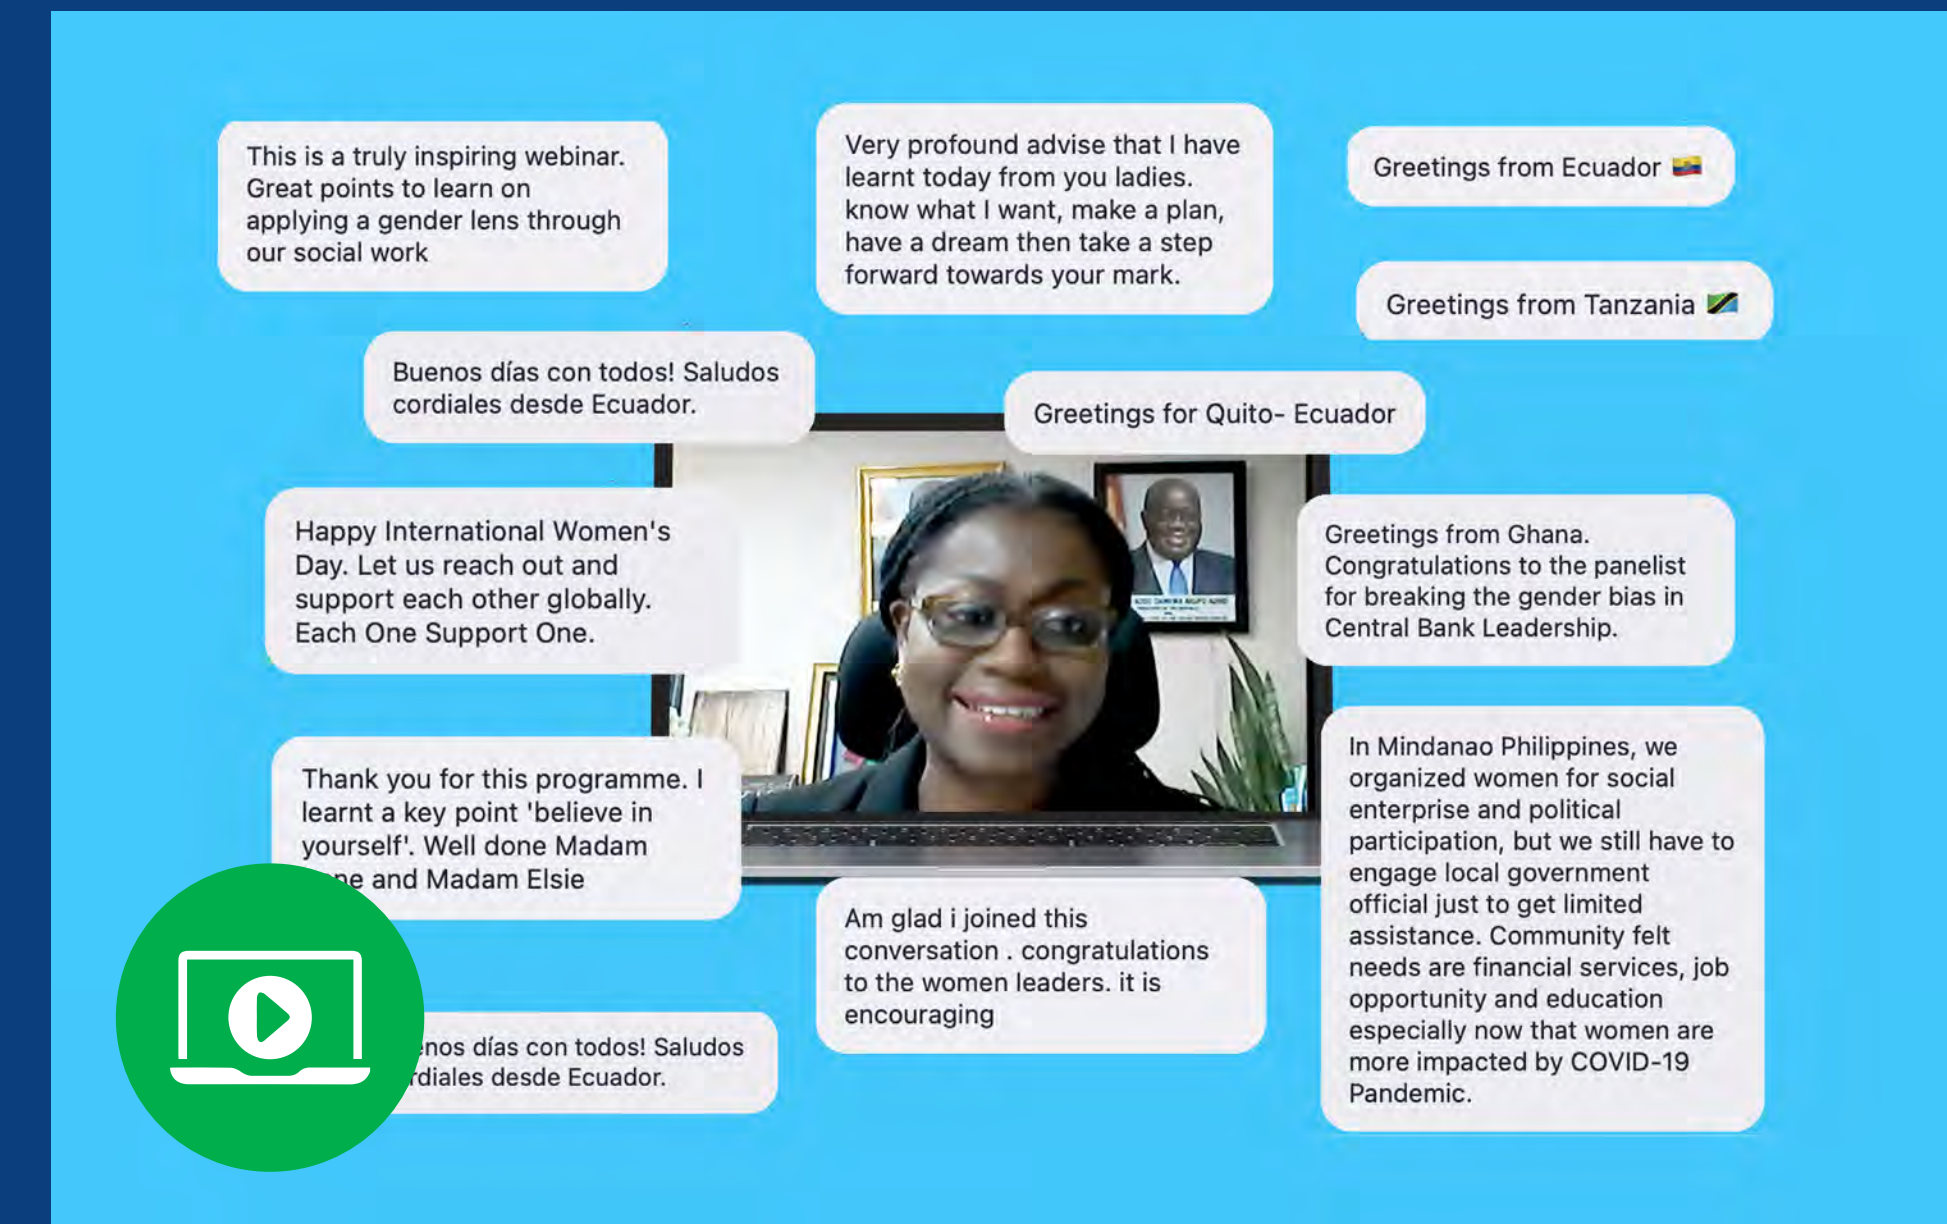 This is a truly inspiring webinar.
Great points to learn on
applying a gender lens through
our social work
Very profound advise that I have
learnt today from you ladies.
know what I want, make a plan,
have a dream then take a step
forward towards your mark.
Greetings from Ecuador 🇪🇨
Greetings from Tanzania 🇹🇿
Buenos días con todos! Saludos
cordiales desde Ecuador.
Greetings for Quito- Ecuador
Happy International Women's
Day. Let us reach out and
support each other globally.
Each One Support One.
Greetings from Ghana.
Congratulations to the panelist
for breaking the gender bias in
Central Bank Leadership.
Thank you for this programme. I
learnt a key point 'believe in
yourself'. Well done Madam
and Madam Elsie
In Mindanao Philippines, we
organized women for social
enterprise and political
participation, but we still have to
engage local government
official just to get limited
assistance. Community felt
needs are financial services, job
opportunity and education
especially now that women are
more impacted by COVID-19
Pandemic.
Am glad i joined this
conversation . congratulations
to the women leaders. it is
encouraging
enos días con todos! Saludos
rdiales desde Ecuador.